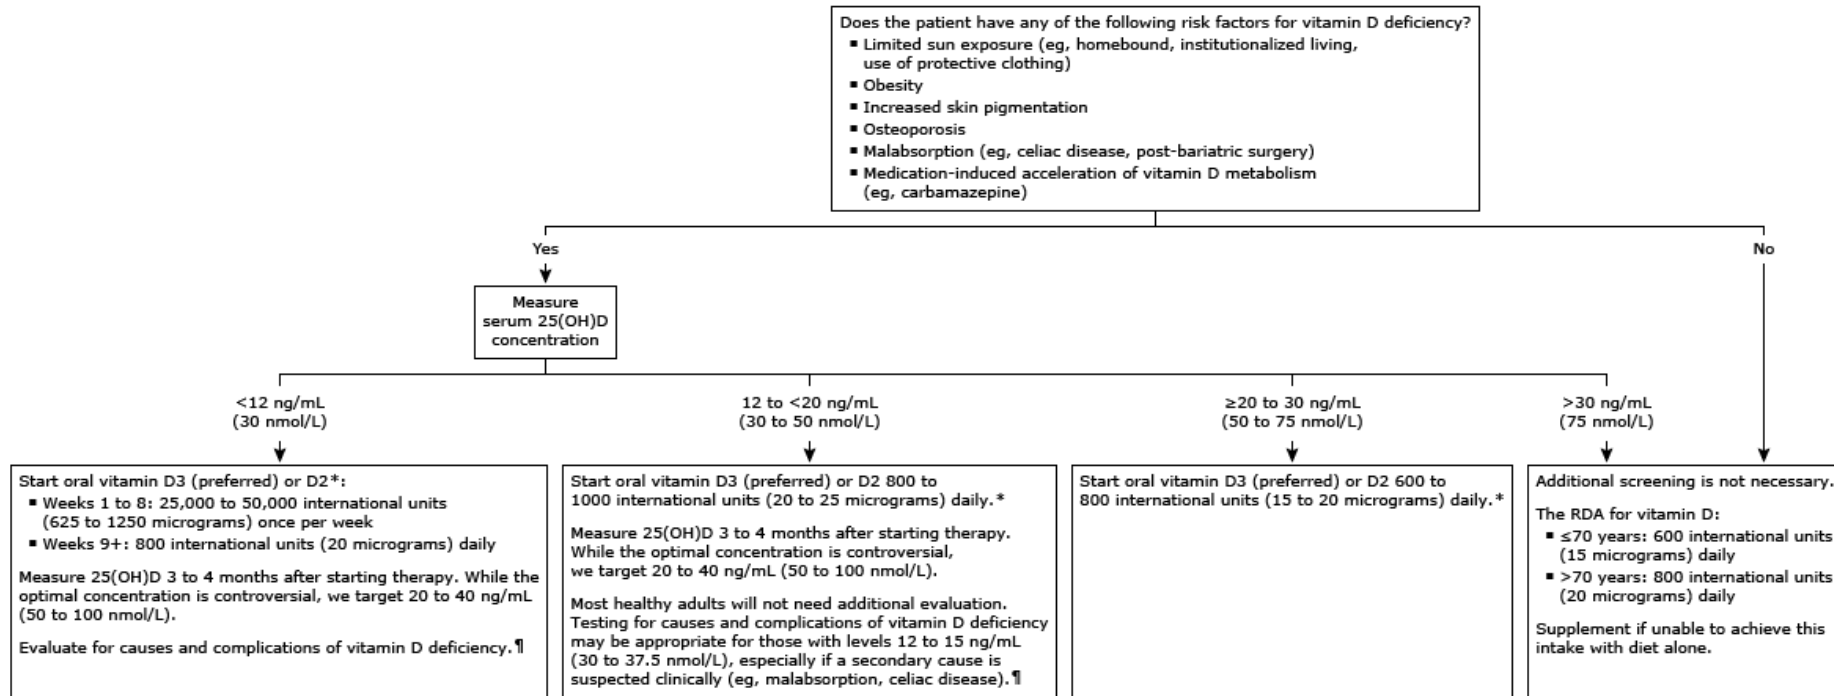 Does the patient have any of the following risk factors for vitamin D deficiency?
▪ Limited sun exposure (eg, homebound, institutionalized living,
use of protective clothing)
▪ Obesity
▪ Increased skin pigmentation
▪ Osteoporosis
▪ Malabsorption (eg, celiac disease, post-bariatric surgery)
▪ Medication-induced acceleration of vitamin D metabolism
(eg, carbamazepine)
Yes
No
Measure
serum 25(OH)D
concentration
<12 ng/mL
(30 nmol/L)
12 to <20 ng/mL
(30 to 50 nmol/L)
≥20 to 30 ng/mL
(50 to 75 nmol/L)
>30 ng/mL
(75 nmol/L)
Start oral vitamin D3 (preferred) or D2*:
▪ Weeks 1 to 8: 25,000 to 50,000 international units
(625 to 1250 micrograms) once per week
▪ Weeks 9+: 800 international units (20 micrograms) daily
Measure 25(OH)D 3 to 4 months after starting therapy. While the
optimal concentration is controversial, we target 20 to 40 ng/mL
(50 to 100 nmol/L).
Evaluate for causes and complications of vitamin D deficiency.¶
Start oral vitamin D3 (preferred) or D2 800 to
1000 international units (20 to 25 micrograms) daily.*
Measure 25(OH)D 3 to 4 months after starting therapy.
While the optimal concentration is controversial,
we target 20 to 40 ng/mL (50 to 100 nmol/L).
Most healthy adults will not need additional evaluation.
Testing for causes and complications of vitamin D deficiency
may be appropriate for those with levels 12 to 15 ng/mL
(30 to 37.5 nmol/L), especially if a secondary cause is
suspected clinically (eg, malabsorption, celiac disease).¶
Start oral vitamin D3 (preferred) or D2 600 to
800 international units (15 to 20 micrograms) daily.*
Additional screening is not necessary.
The RDA for vitamin D:
▪ ≤70 years: 600 international units
(15 micrograms) daily
▪ >70 years: 800 international units
(20 micrograms) daily
Supplement if unable to achieve this
intake with diet alone.